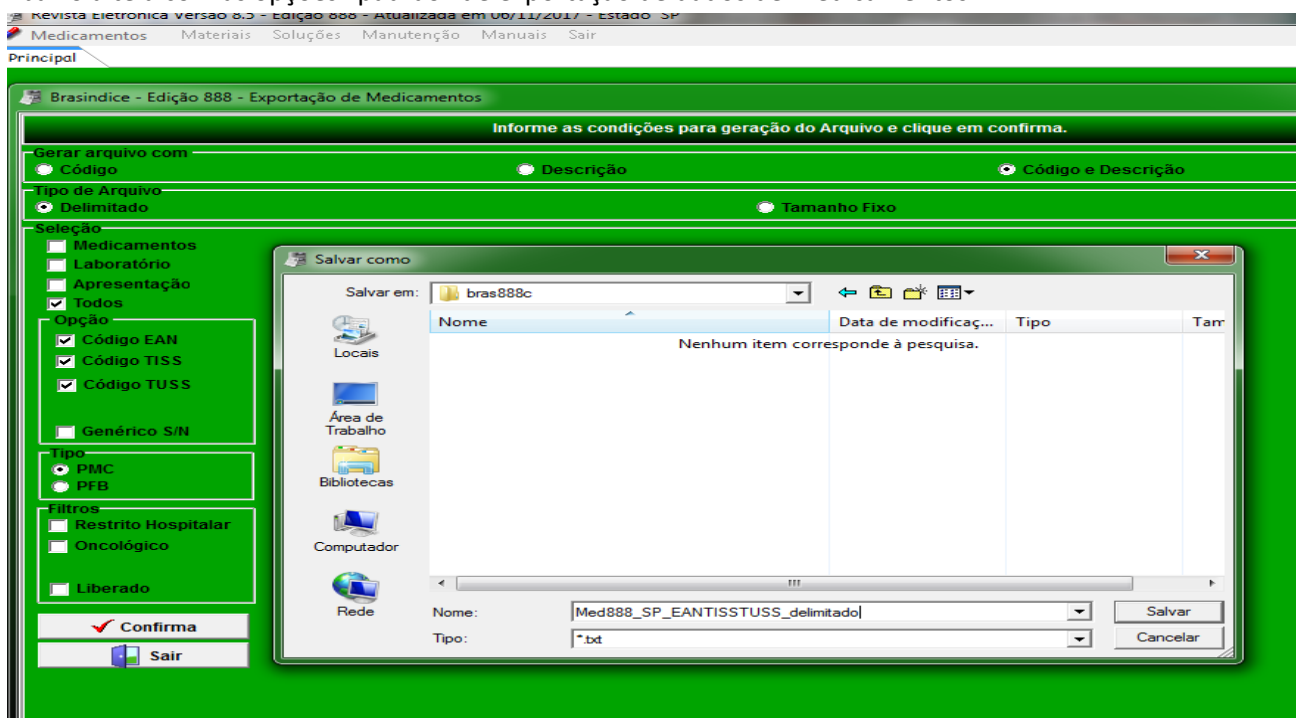 Revista Eletrônica Versão 8.5 - Edição 888 - Atualizada em 06/11/2017 - Estado SP
Medicamentos Materiais Soluções Manutenção Manuais Sair
Principal
Brasindice - Edição 888 - Exportação de Medicamentos
Informe as condições para geração do Arquivo e clique em confirma.
Gerar arquivo com
Código Descrição Código e Descrição
Tipo de Arquivo
Delimitado Tamanho Fixo
Seleção
Medicamentos
Laboratório
Apresentação
Todos
Opção
Código EAN
Código TISS
Código TUSS
Genérico S/N
Tipo
PMC
PFB
Filtros
Restrito Hospitalar
Oncológico
Liberado
Confirma
Sair
Salvar como
Salvar em: bras888c
Nome Data de modificaç... Tipo Tam
Nenhum item corresponde à pesquisa.
Locais
Área de
Trabalho
Bibliotecas
Computador
Rede
Nome: Med888_SP_EANTISSTUSS_delimitado Salvar
Tipo: *.txt Cancelar